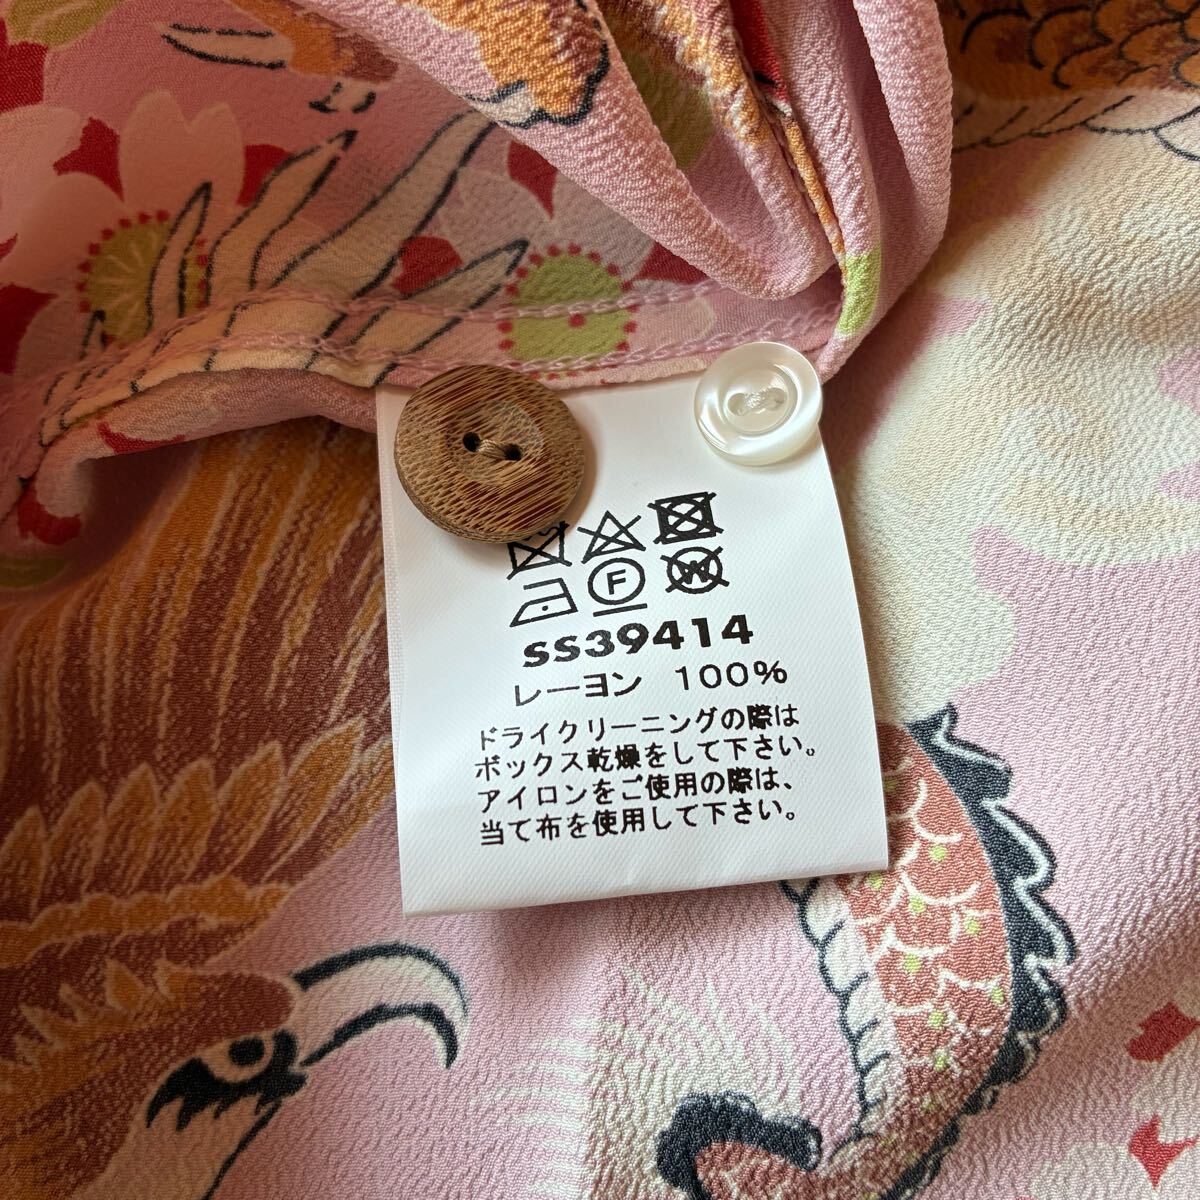 F W
SS39414
レーヨン 100%
ドライクリーニングの際は
ボックス乾燥をして下さい。
アイロンをご使用の際は、
当て布を使用して下さい。